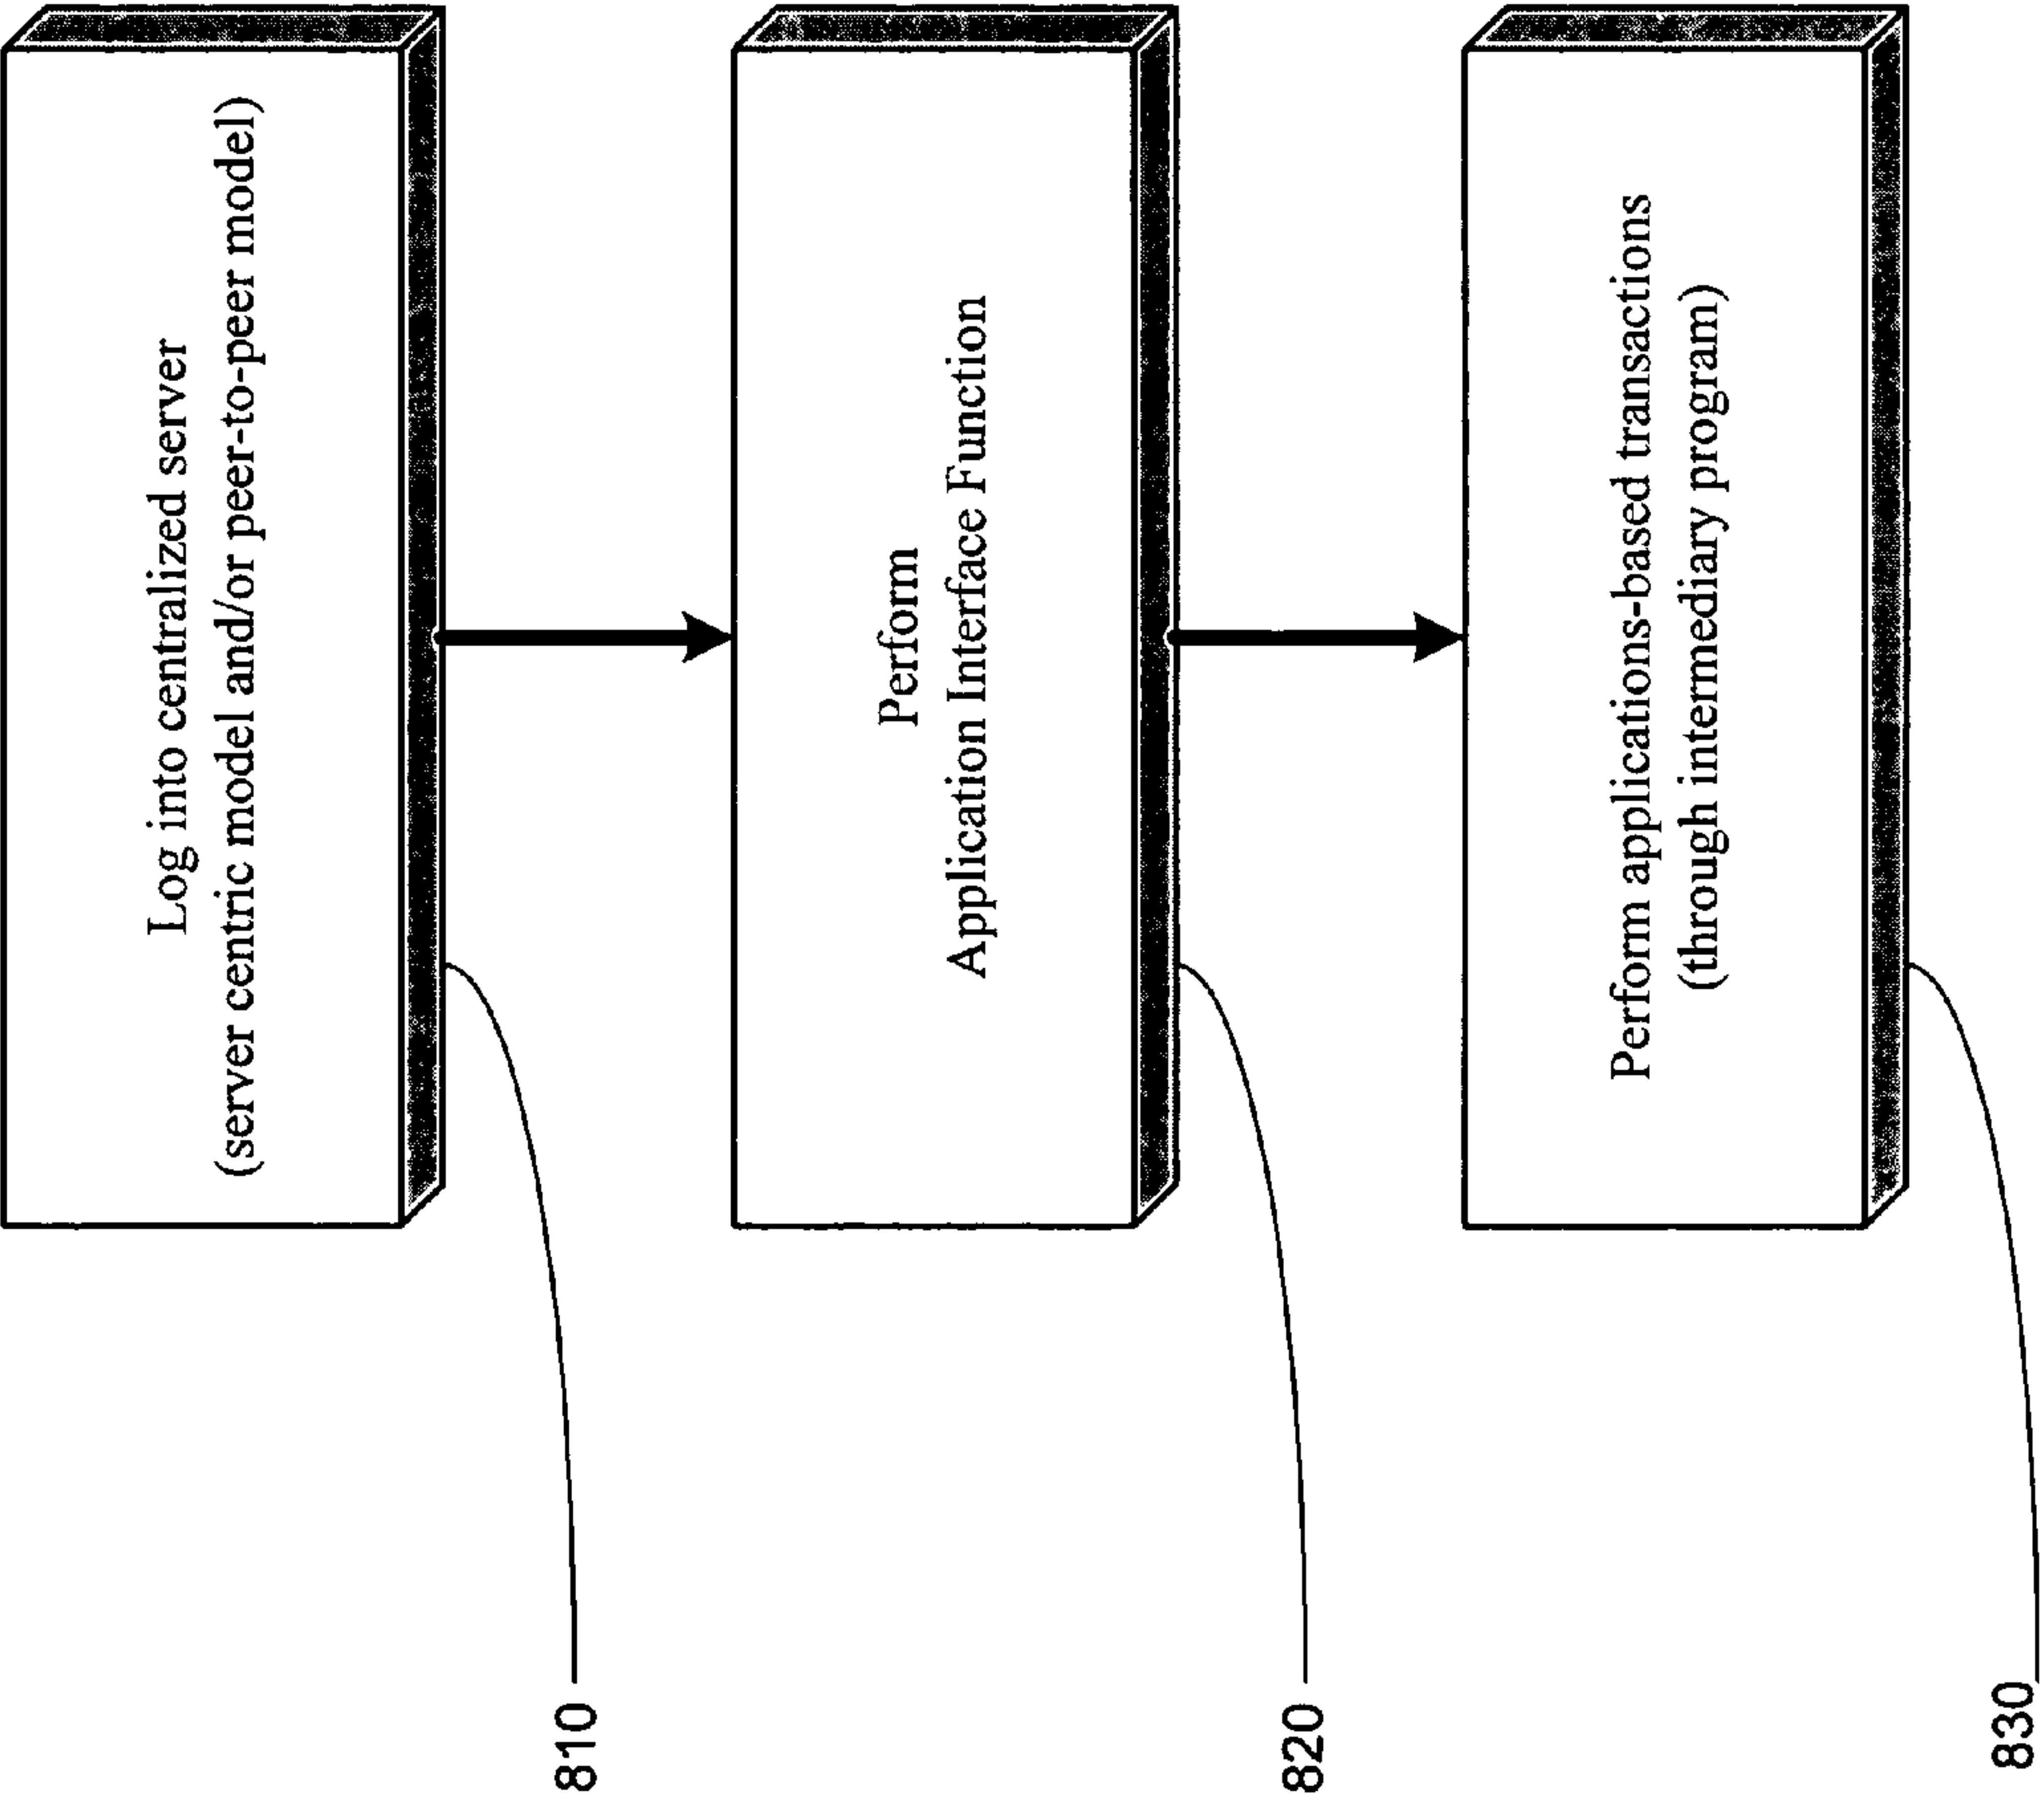 Log into centralized server
(server centric model and/or peer-to-peer model)
810
Perform
Application Interface Function
820
Perform applications-based transactions
(through intermediary program)
830